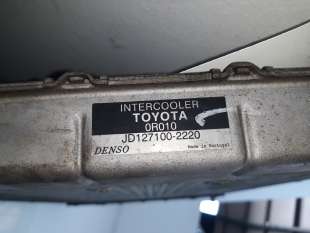 INTERCOOLER
TOYOTA
0R010
JD127100-2220
DENSO Made in Portugal